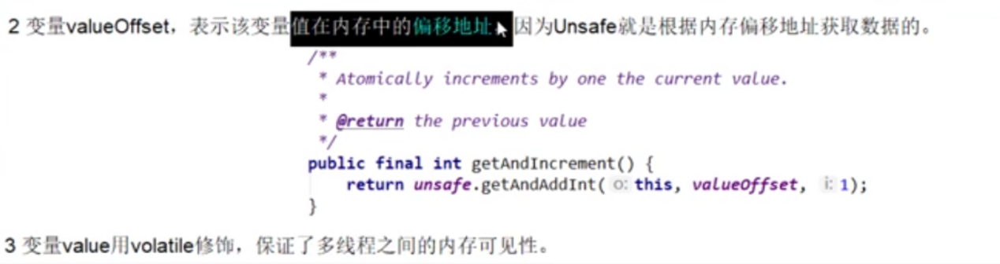 2 变量valueOffset，表示该变量值在内存中的偏移地址，因为Unsafe就是根据内存偏移地址获取数据的。
/**
* Atomically increments by one the current value.
*
* @return the previous value
*/
public final int getAndIncrement() {
return unsafe.getAndAddInt( o: this, valueOffset, i: 1);
}
3 变量value用volatile修饰，保证了多线程之间的内存可见性。